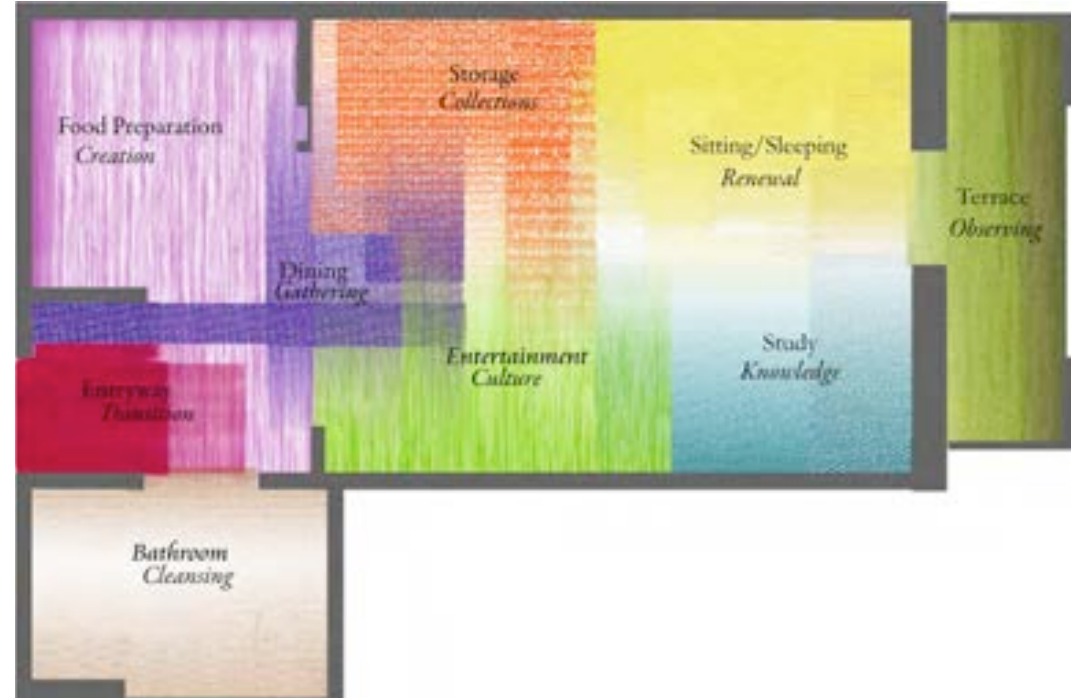 Food Preparation
Creation
Storage
Collections
Sitting/Sleeping
Renewal
Terrace
Observing
Dining
Gathering
Entertainment
Culture
Study
Knowledge
Entryway
Transition
Bathroom
Cleansing